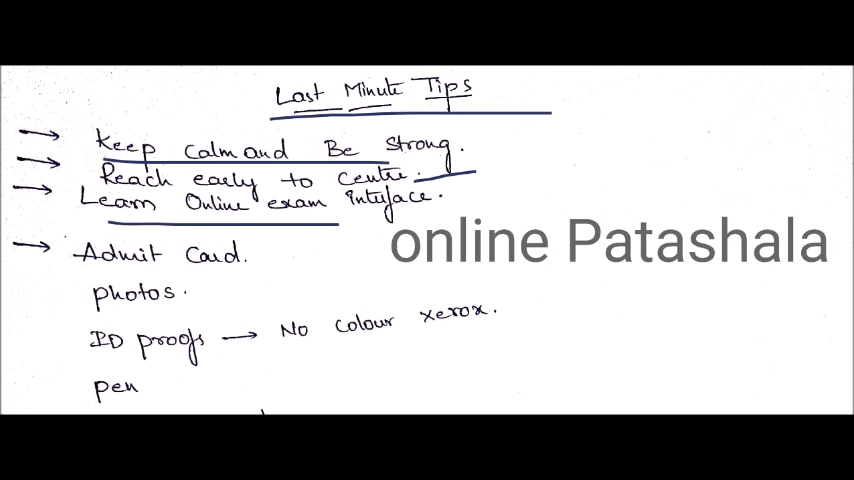 Last Minute Tips
→ Keep calm and Be strong.
→ Reach early to centre.
→ Learn Online exam interface.
online Patashala
→ Admit Card.
photos.
ID proofs → No colour xerox.
pen